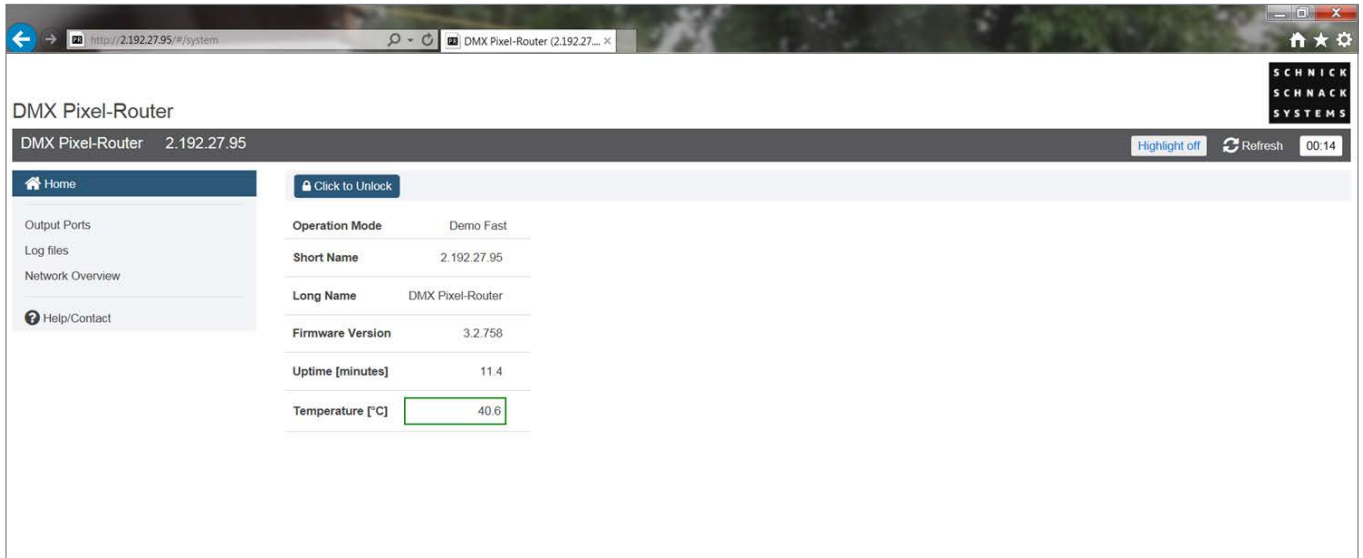 http://2.192.27.95/#/system
DMX Pixel-Router (2.192.27....
SCHNICK
SCHNACK
SYSTEMS
DMX Pixel-Router
DMX Pixel-Router 2.192.27.95 Highlight off Refresh 00:14
Home
Output Ports
Log files
Network Overview
Help/Contact
Click to Unlock
Operation Mode Demo Fast
Short Name 2.192.27.95
Long Name DMX Pixel-Router
Firmware Version 3.2.758
Uptime [minutes] 11.4
Temperature [°C] 40.6